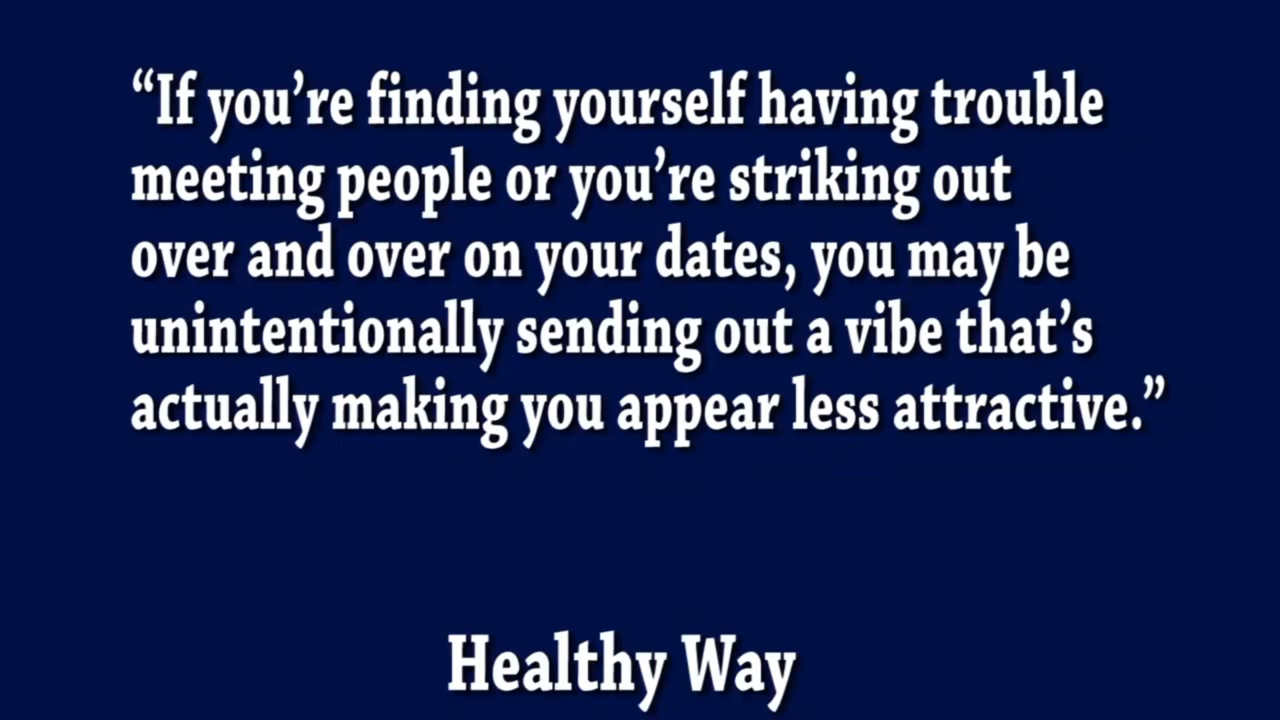 “If you’re finding yourself having trouble
meeting people or you’re striking out
over and over on your dates, you may be
unintentionally sending out a vibe that’s
actually making you appear less attractive.”
Healthy Way